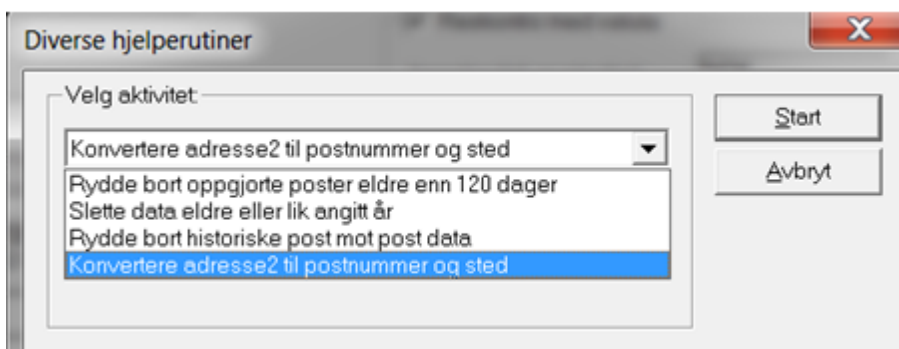 Diverse hjelperutiner
Velg aktivitet:
Start
Konvertere adresse2 til postnummer og sted
Avbryt
Rydde bort oppgjorte poster eldre enn 120 dager
Slette data eldre eller lik angitt år
Rydde bort historiske post mot post data
Konvertere adresse2 til postnummer og sted